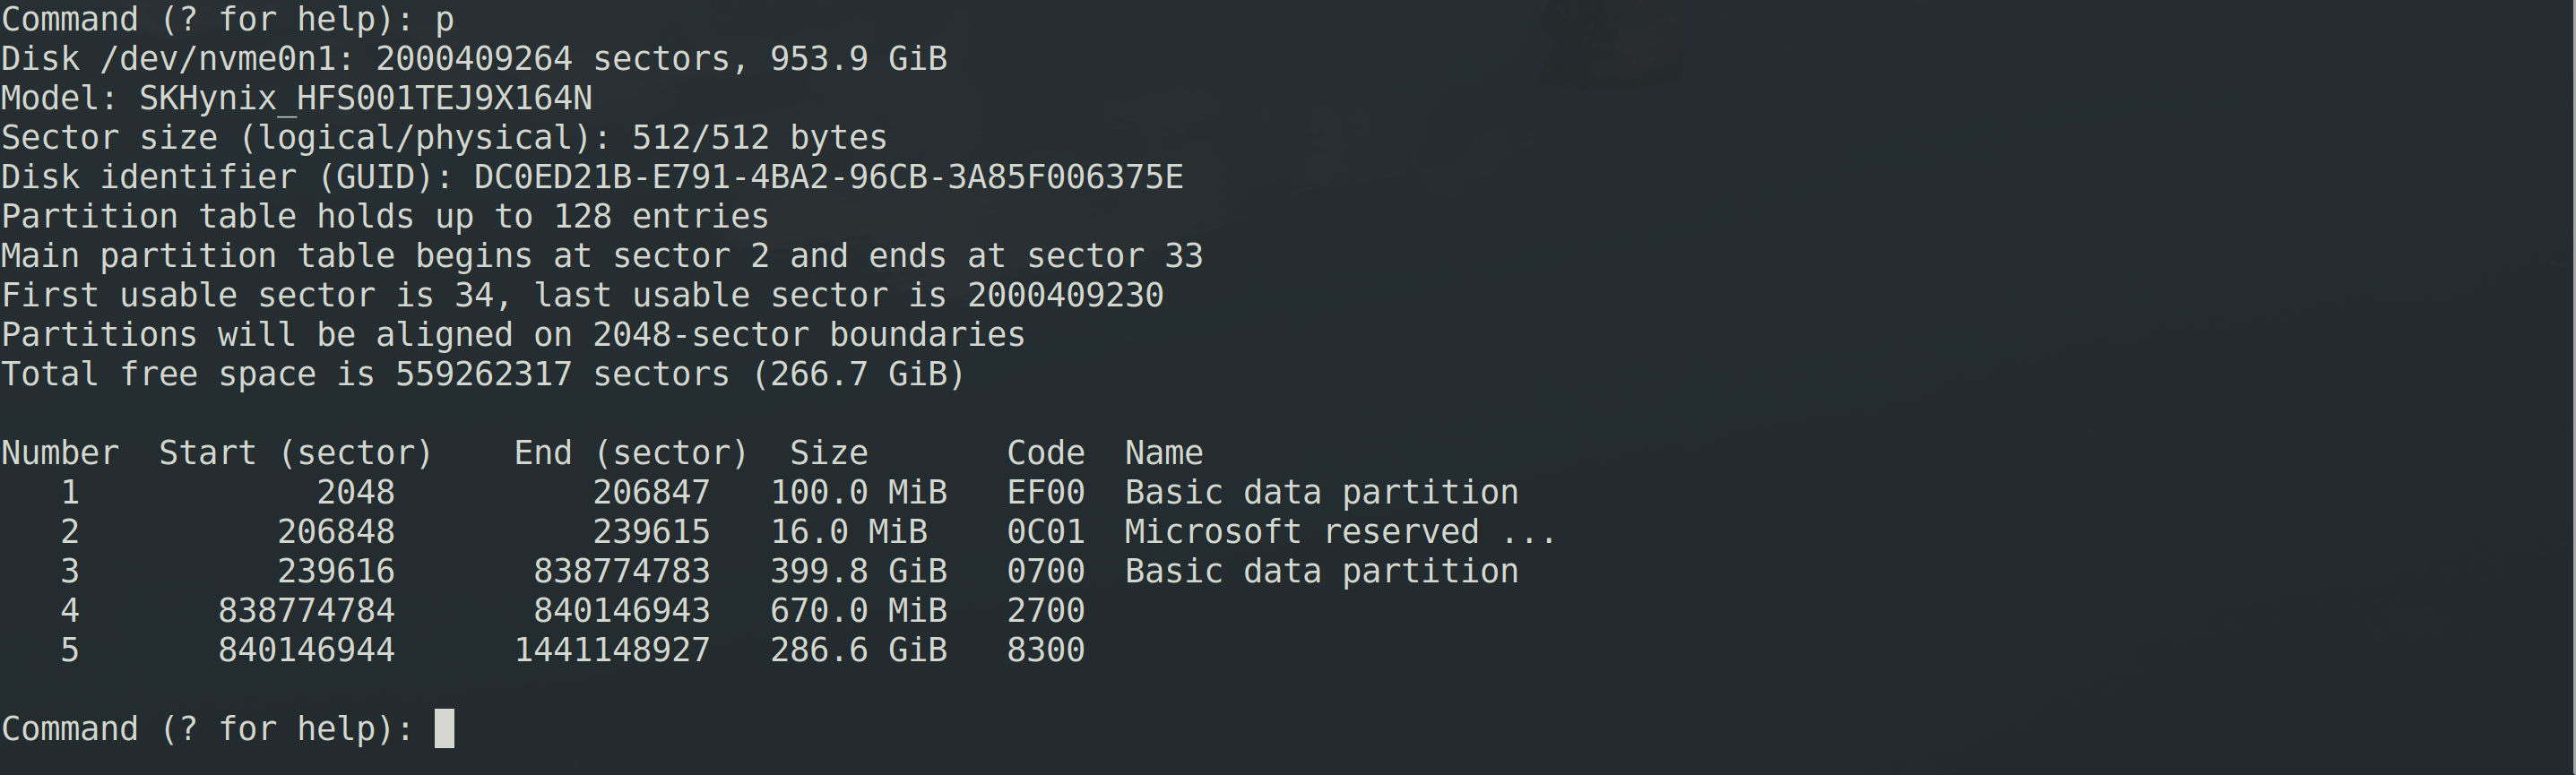 Command (? for help): p
Disk /dev/nvme0n1: 2000409264 sectors, 953.9 GiB
Model: SKHynix_HFS001TEJ9X164N
Sector size (logical/physical): 512/512 bytes
Disk identifier (GUID): DC0ED21B-E791-4BA2-96CB-3A85F006375E
Partition table holds up to 128 entries
Main partition table begins at sector 2 and ends at sector 33
First usable sector is 34, last usable sector is 2000409230
Partitions will be aligned on 2048-sector boundaries
Total free space is 559262317 sectors (266.7 GiB)

Number  Start (sector)    End (sector)  Size       Code  Name
   1            2048          206847   100.0 MiB   EF00  Basic data partition
   2          206848          239615   16.0 MiB    0C01  Microsoft reserved ...
   3          239616       838774783   399.8 GiB   0700  Basic data partition
   4       838774784       840146943   670.0 MiB   2700
   5       840146944      1441148927   286.6 GiB   8300

Command (? for help):